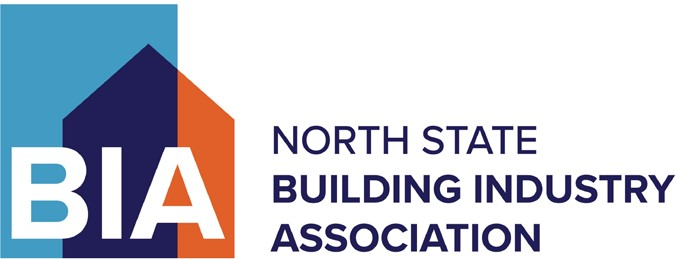 BIA
NORTH STATE
BUILDING INDUSTRY
ASSOCIATION